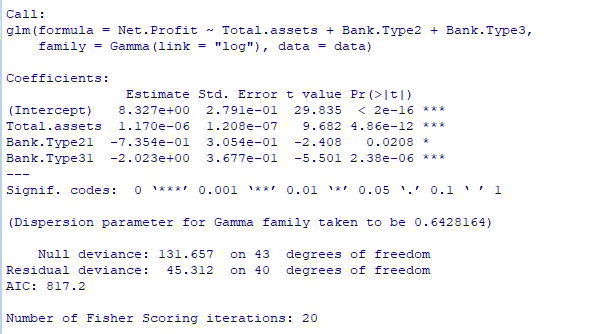 Call:
glm(formula = Net.Profit ~ Total.assets + Bank.Type2 + Bank.Type3,
    family = Gamma(link = "log"), data = data)
Coefficients:
               Estimate Std. Error t value Pr(>|t|)
(Intercept)   8.327e+00  2.791e-01  29.835  < 2e-16 ***
Total.assets  1.170e-06  1.208e-07   9.682 4.86e-12 ***
Bank.Type21  -7.354e-01  3.054e-01  -2.408   0.0208 *
Bank.Type31  -2.023e+00  3.677e-01  -5.501 2.38e-06 ***
---
Signif. codes:  0 ‘***’ 0.001 ‘**’ 0.01 ‘*’ 0.05 ‘.’ 0.1 ‘ ’ 1
(Dispersion parameter for Gamma family taken to be 0.6428164)
    Null deviance: 131.657  on 43  degrees of freedom
Residual deviance:  45.312  on 40  degrees of freedom
AIC: 817.2
Number of Fisher Scoring iterations: 20